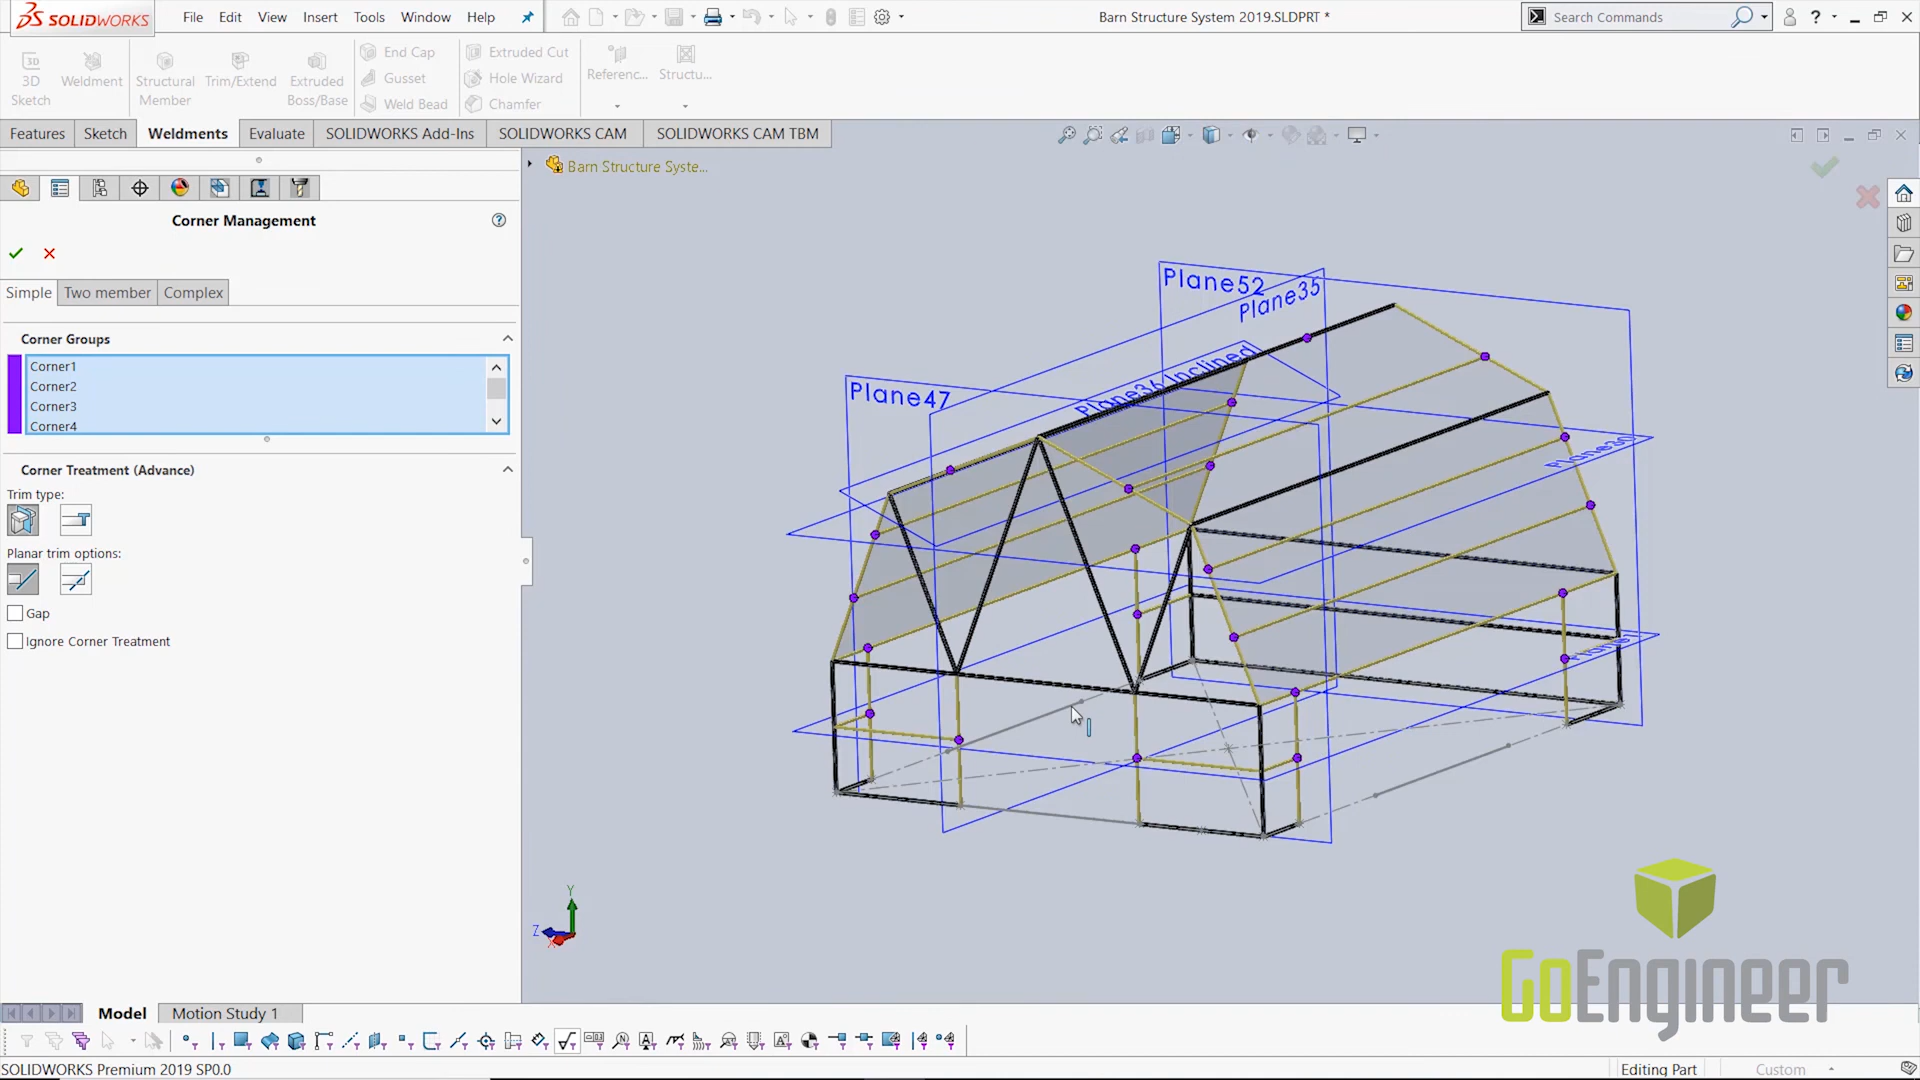 SOLIDWORKS File Edit View Insert Tools Window Help Barn Structure System 2019.SLDPRT * Search Commands ?
3D Sketch Weldment Structural Member Trim/Extend Extruded Boss/Base End Cap Extruded Cut Referenc... Structu...
Gusset Hole Wizard
Weld Bead Chamfer
Features Sketch Weldments Evaluate SOLIDWORKS Add-Ins SOLIDWORKS CAM SOLIDWORKS CAM TBM
Barn Structure Syste...
Corner Management ?
Simple Two member Complex
Corner Groups
Corner1
Corner2
Corner3
Corner4
Corner Treatment (Advance)
Trim type:
Planar trim options:
Gap
Ignore Corner Treatment
Plane52
Plane35
Plane36 Inclined
Plane47
Plane30
Y
Z
X
GoEngineer
Model Motion Study 1
SOLIDWORKS Premium 2019 SP0.0 Editing Part Custom